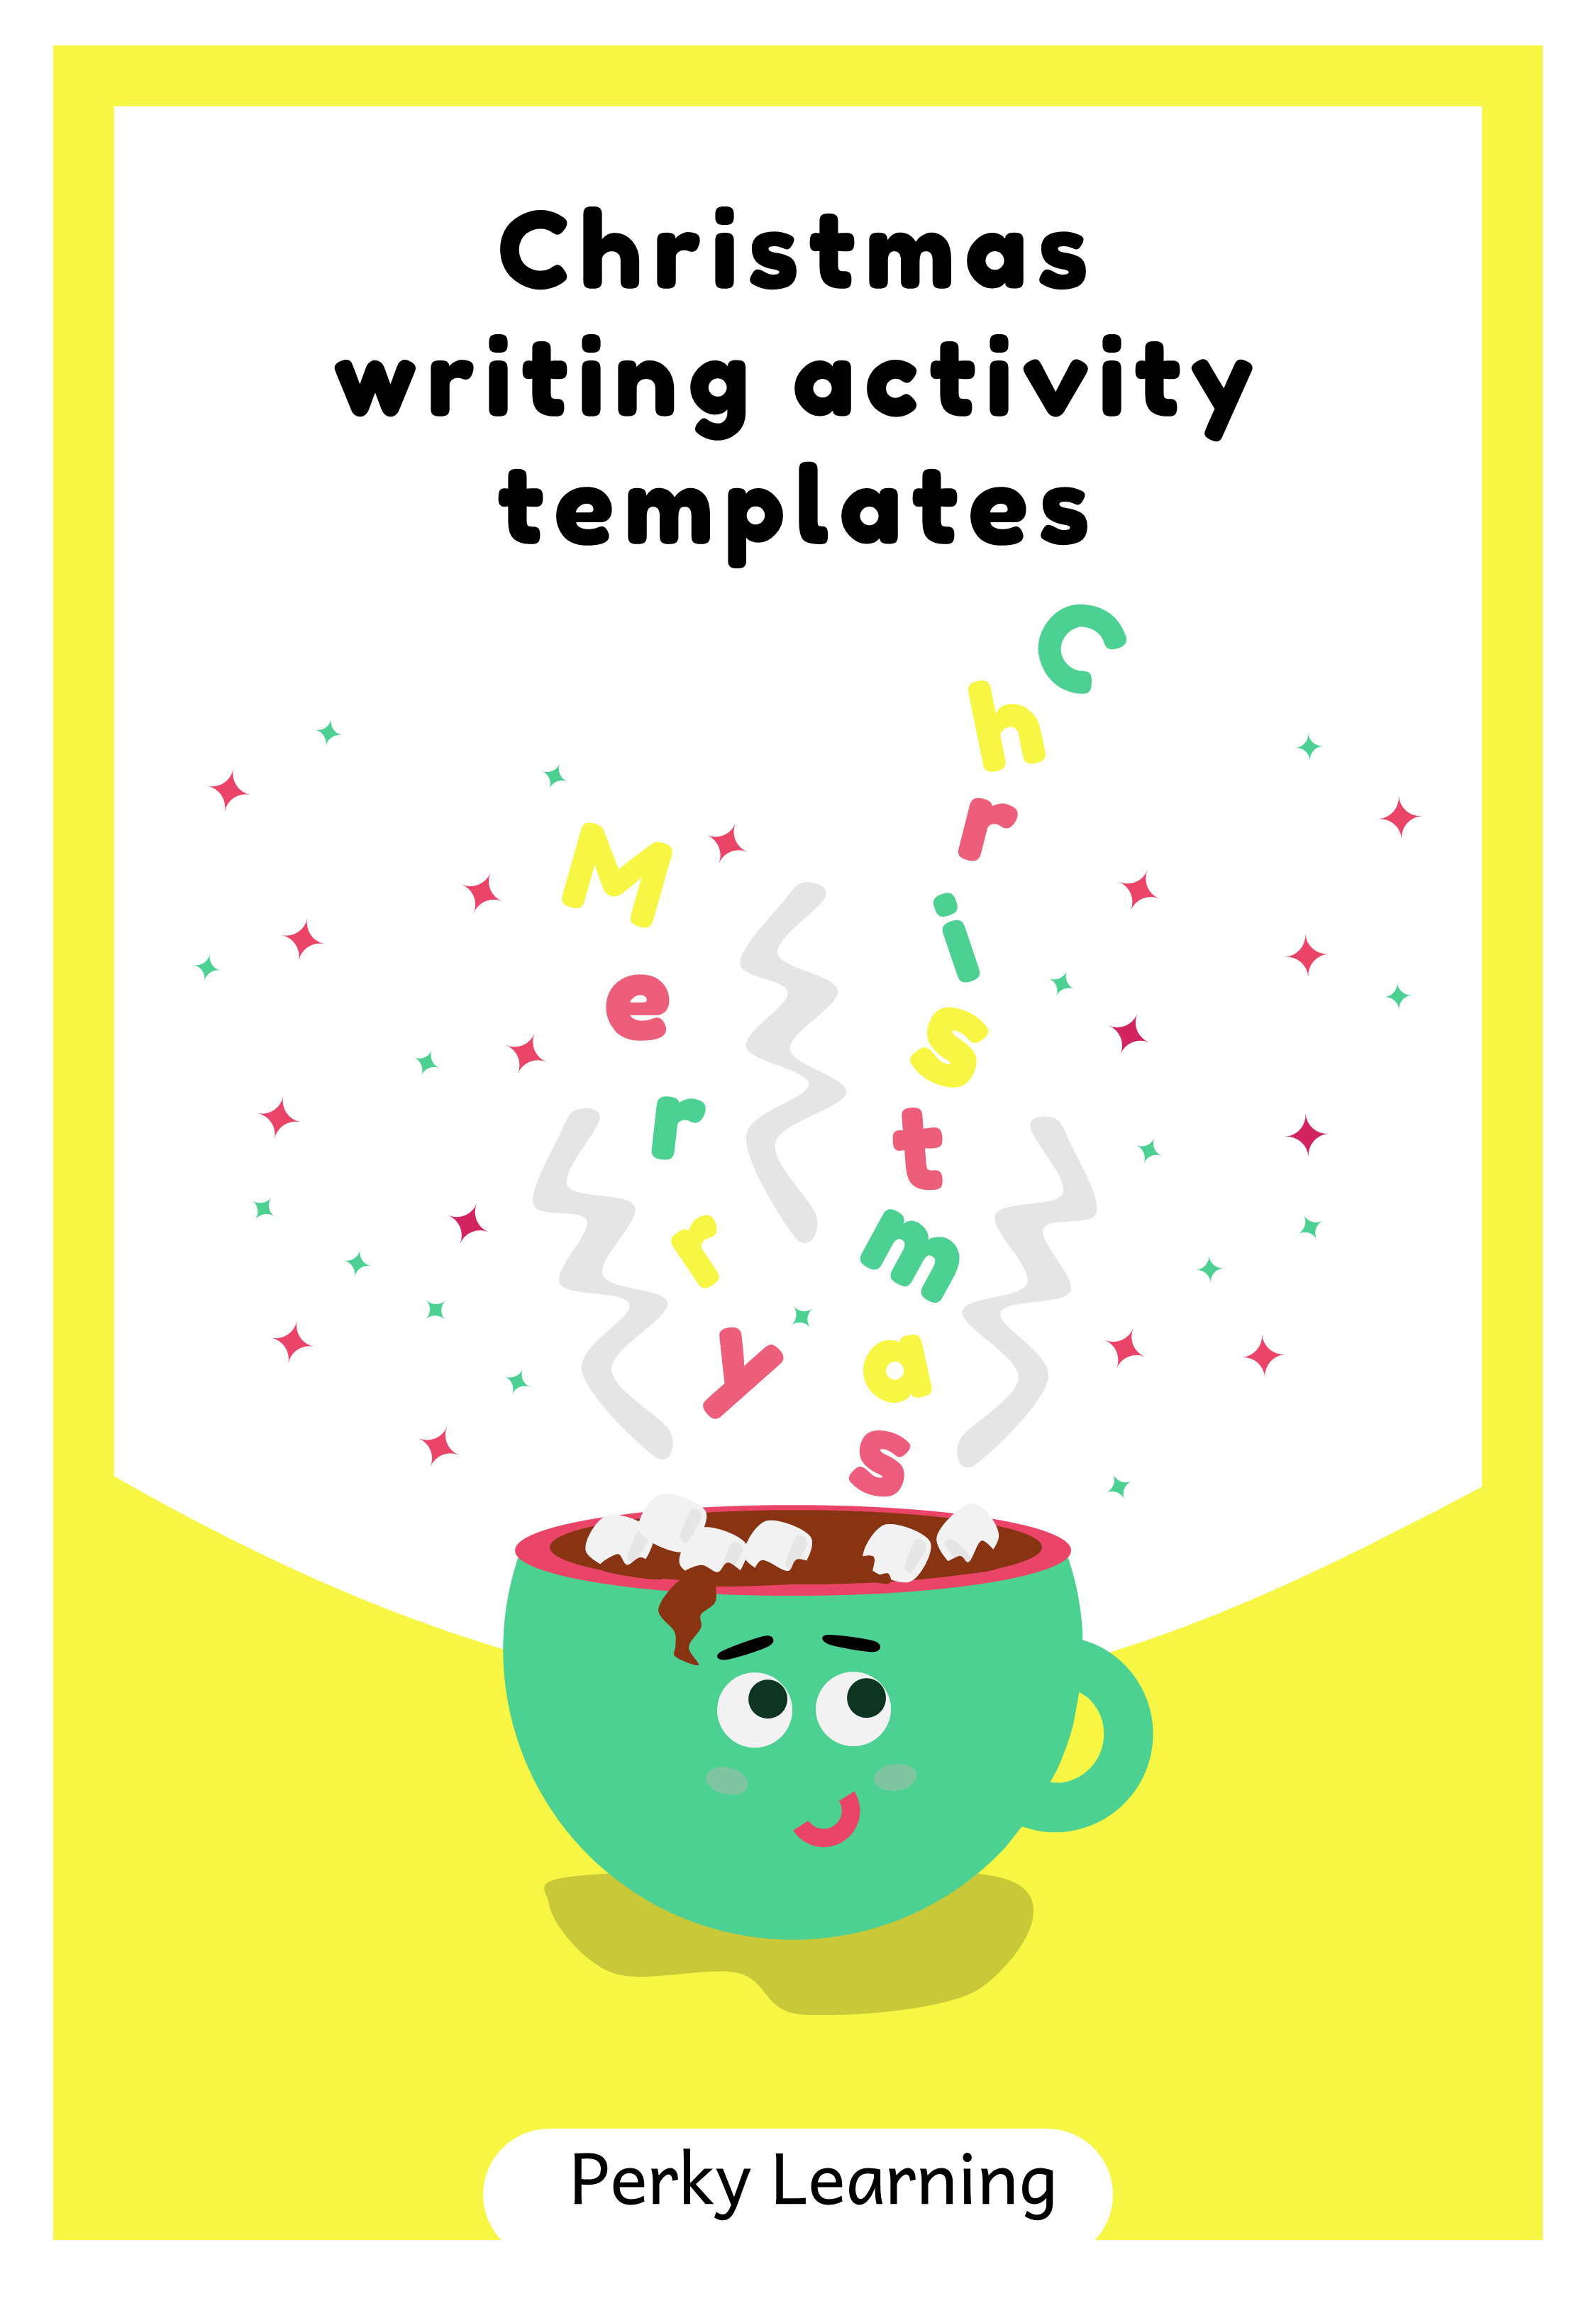 Christmas
writing activity
templates
Merry
Christmas
Perky Learning